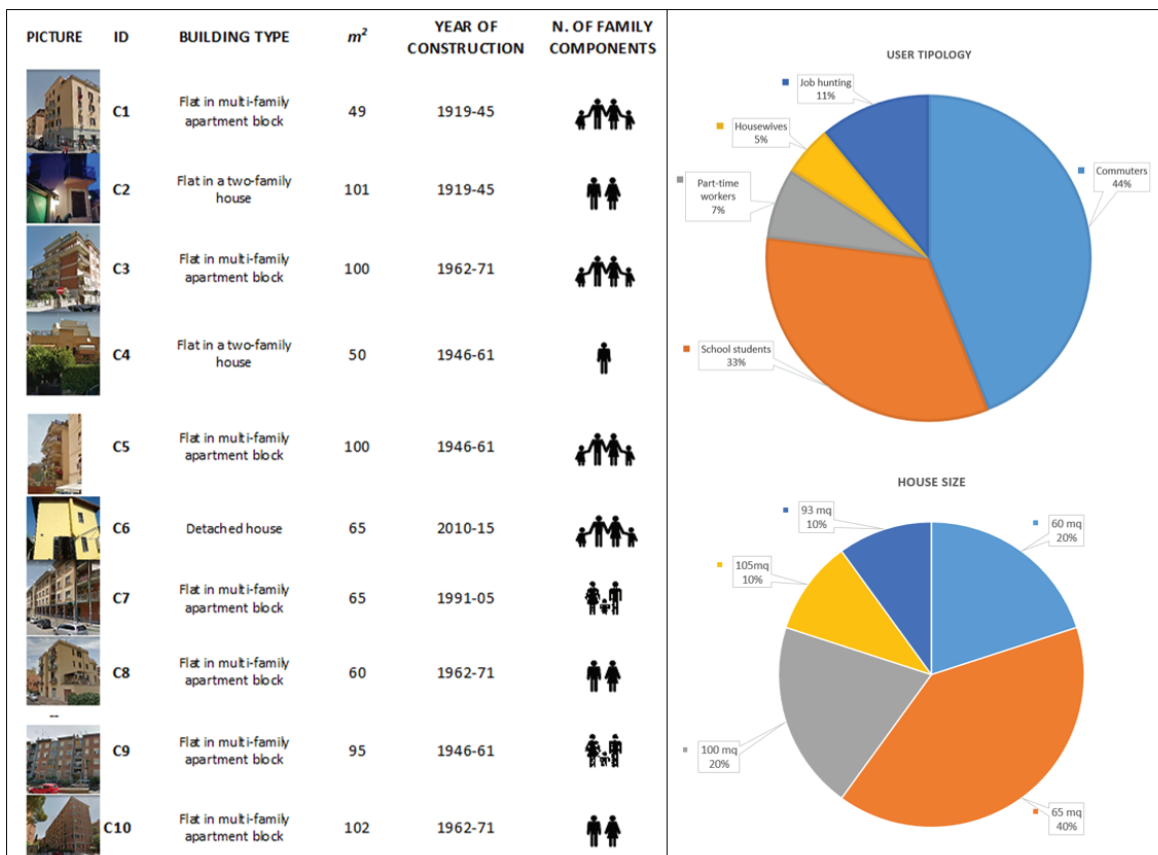 PICTURE ID BUILDING TYPE m² YEAR OF CONSTRUCTION N. OF FAMILY COMPONENTS
C1 Flat in multi-family apartment block 49 1919-45
C2 Flat in a two-family house 101 1919-45
C3 Flat in multi-family apartment block 100 1962-71
C4 Flat in a two-family house 50 1946-61
C5 Flat in multi-family apartment block 100 1946-61
C6 Detached house 65 2010-15
C7 Flat in multi-family apartment block 65 1991-05
C8 Flat in multi-family apartment block 60 1962-71
C9 Flat in multi-family apartment block 95 1946-61
C10 Flat in multi-family apartment block 102 1962-71
USER TIPOLOGY
Job hunting
11%
Housewives
5%
Part-time
workers
7%
Commuters
44%
School students
33%
HOUSE SIZE
93 mq
10%
60 mq
20%
105mq
10%
100 mq
20%
65 mq
40%